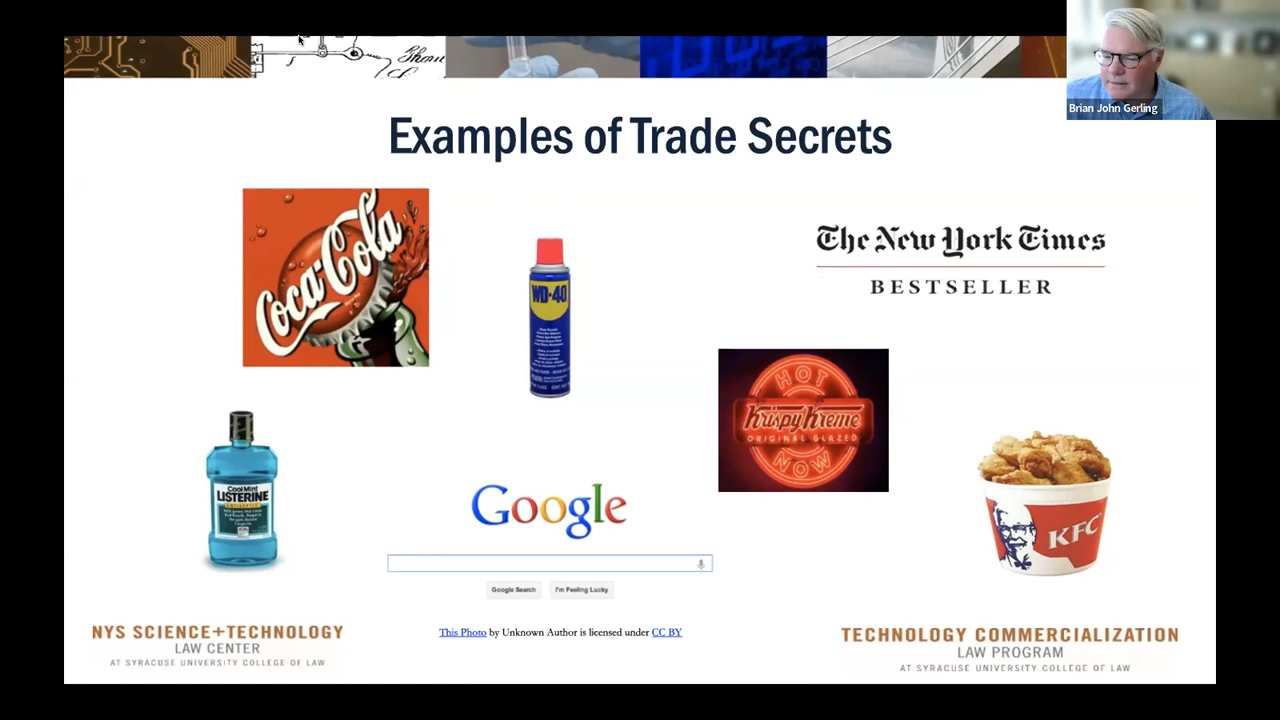 Brian John Gerling
Examples of Trade Secrets
Coca-Cola
WD-40
The New York Times
BESTSELLER
HOT
Krispy Kreme
ORIGINAL GLAZED
NOW
Cool Mint
LISTERINE
ANTISEPTIC
KFC
Google
Google Search
I'm Feeling Lucky
This Photo by Unknown Author is licensed under CC BY
NYS SCIENCE+TECHNOLOGY
LAW CENTER
AT SYRACUSE UNIVERSITY COLLEGE OF LAW
TECHNOLOGY COMMERCIALIZATION
LAW PROGRAM
AT SYRACUSE UNIVERSITY COLLEGE OF LAW